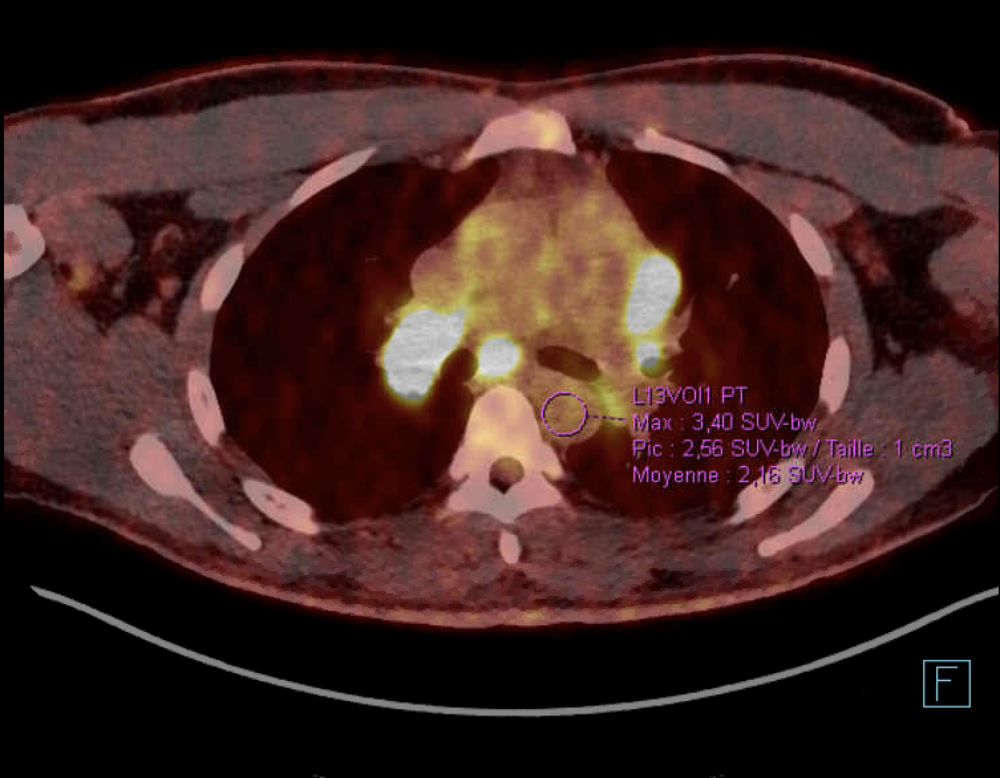 L13VOI1 PT
Max : 3,40 SUV-bw
Pic : 2,56 SUV-bw / Taille : 1 cm3
Moyenne : 2,16 SUV-bw
F